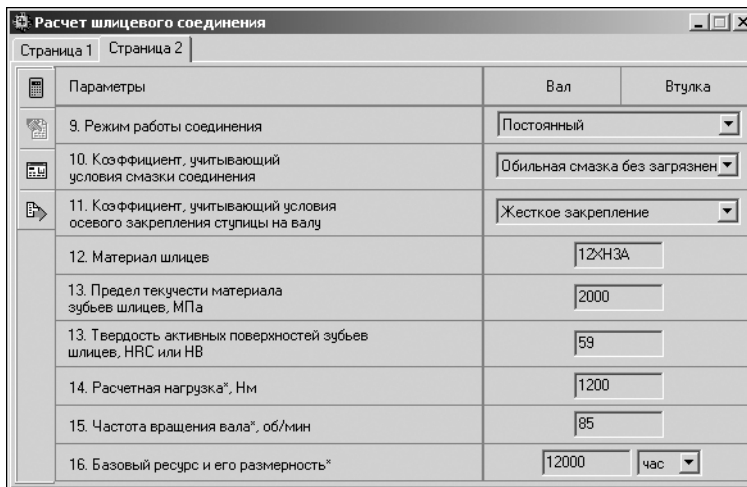 Расчет шлицевого соединения
Страница 1 Страница 2
Параметры Вал Втулка
9. Режим работы соединения Постоянный
10. Коэффициент, учитывающий
условия смазки соединения
Обильная смазка без загрязнен
11. Коэффициент, учитывающий условия
осевого закрепления ступицы на валу
Жесткое закрепление
12. Материал шлицев 12ХН3А
13. Предел текучести материала
зубьев шлицев, МПа
2000
13. Твердость активных поверхностей зубьев
шлицев, HRC или HB
59
14. Расчетная нагрузка*, Нм 1200
15. Частота вращения вала*, об/мин 85
16. Базовый ресурс и его размерность* 12000 час